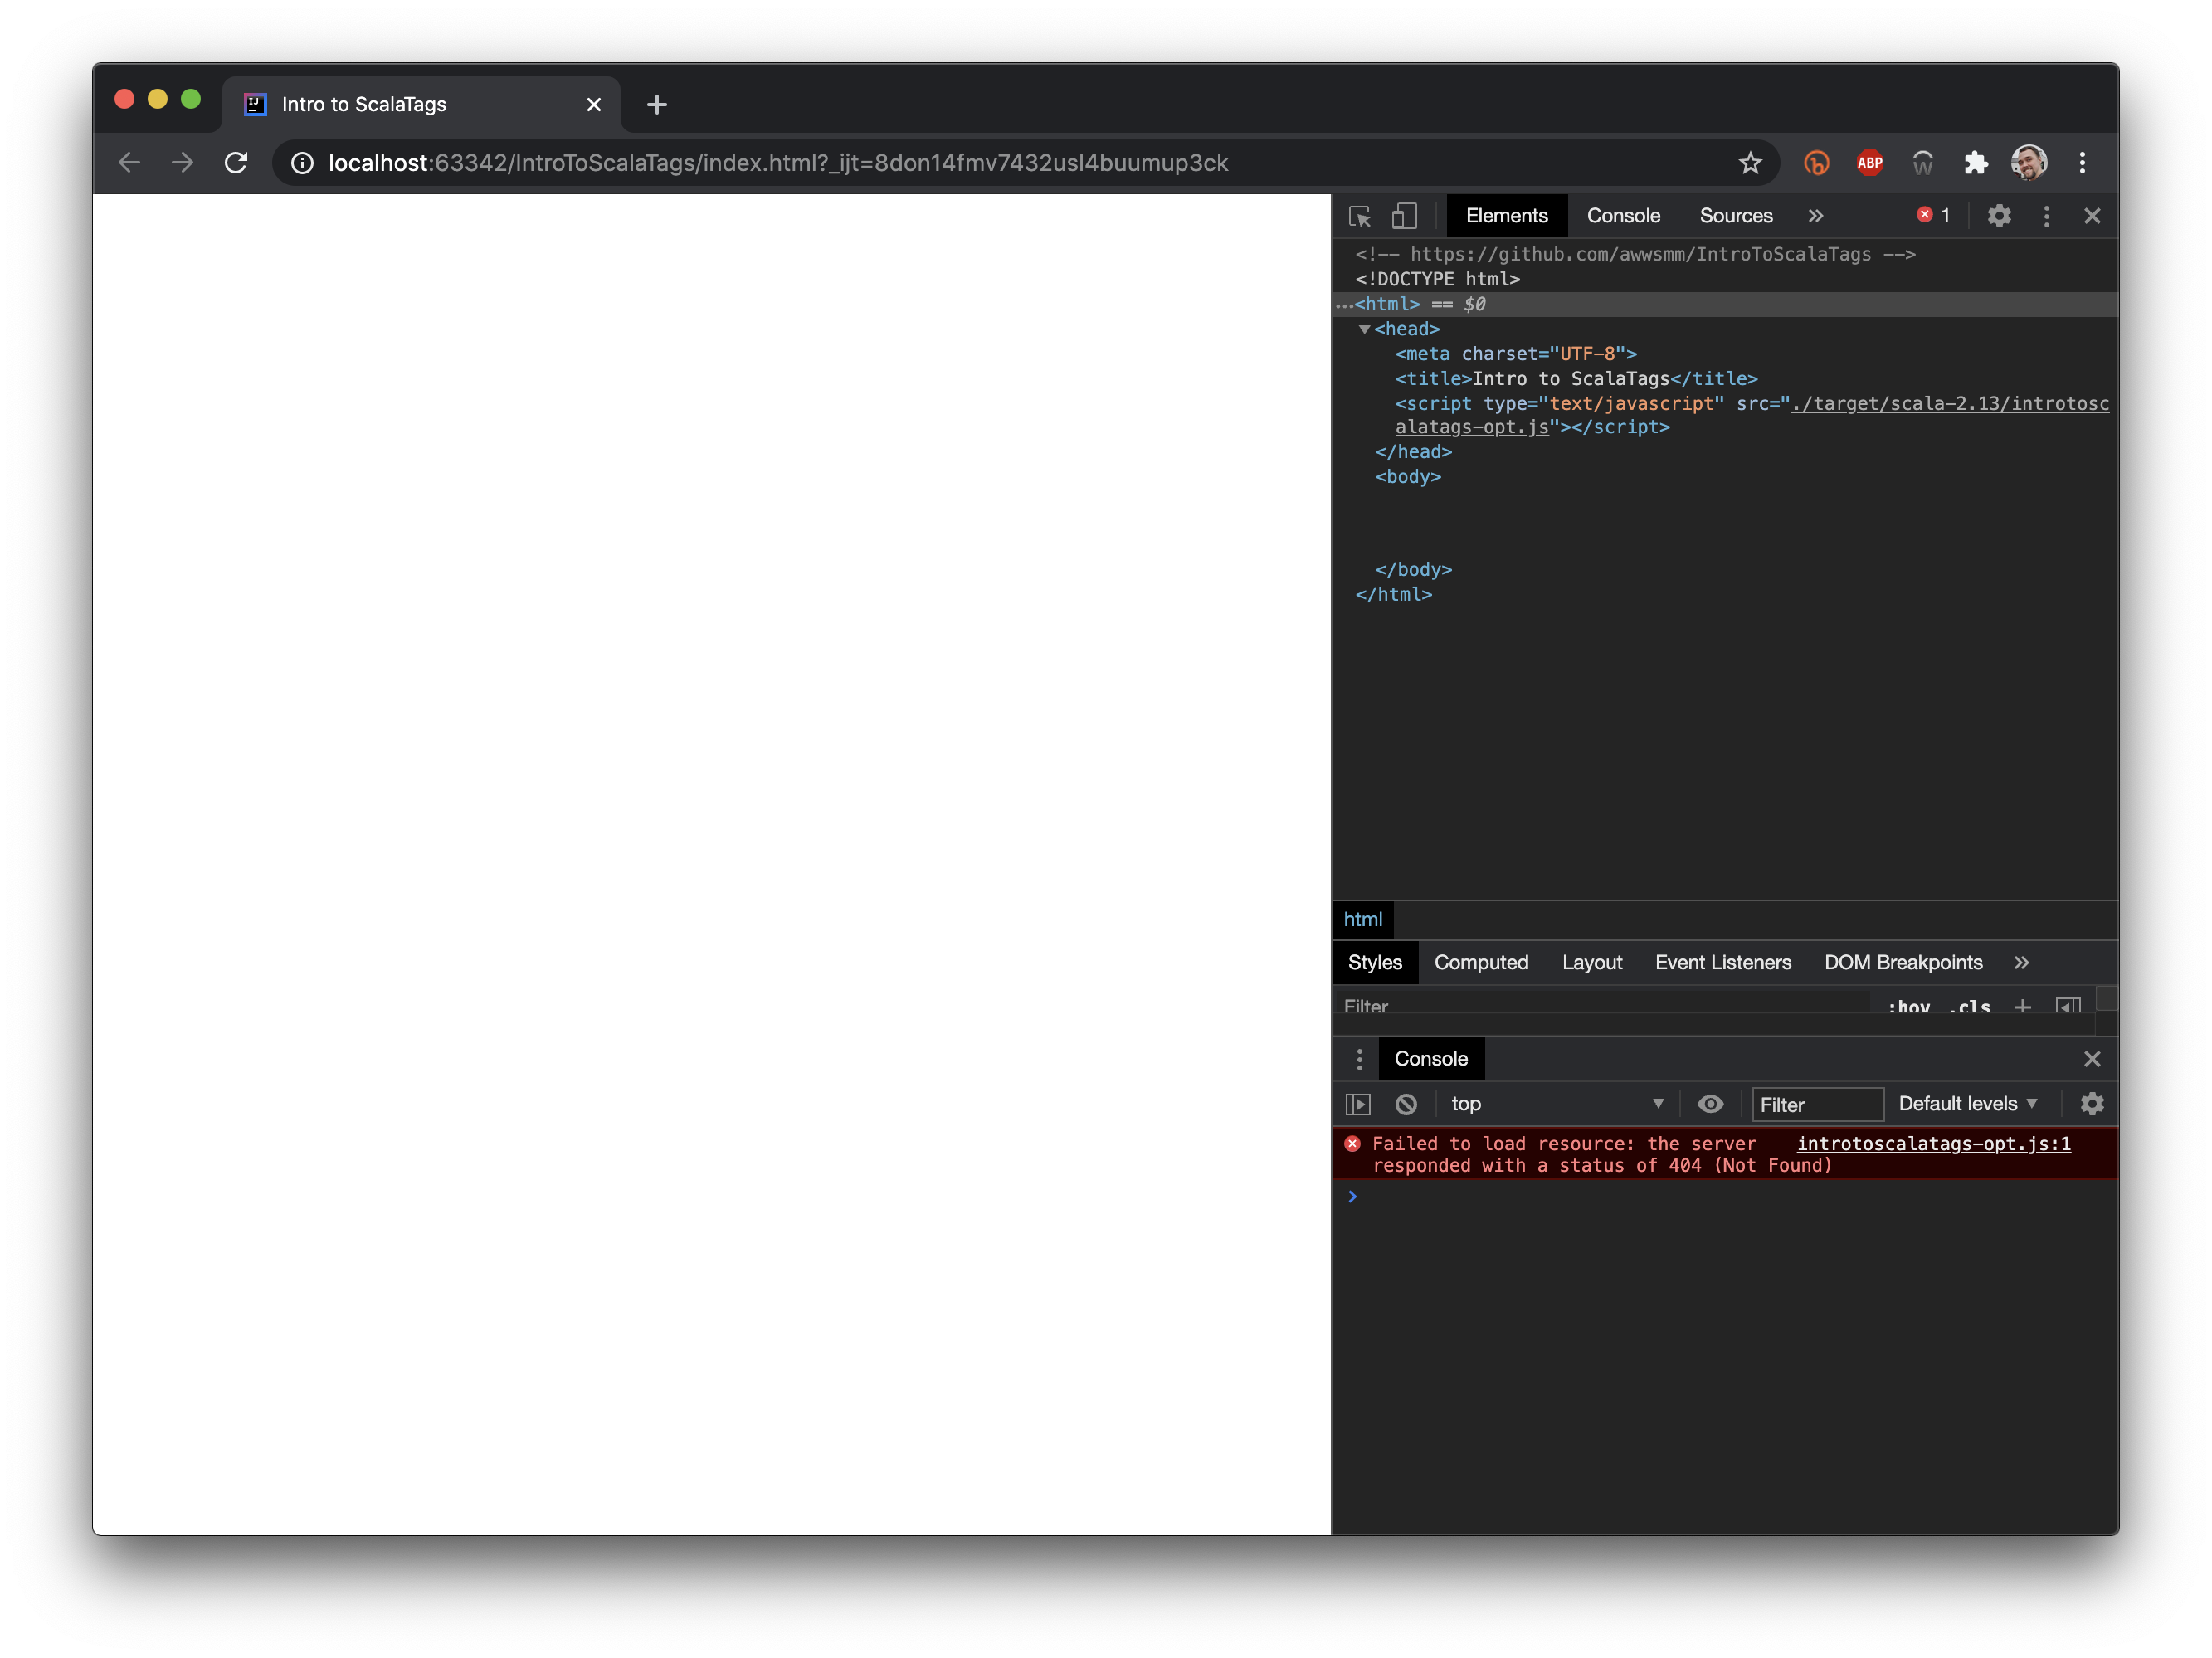 Intro to ScalaTags
localhost:63342/IntroToScalaTags/index.html?_ijt=8don14fmv7432usl4buumup3ck
ABP
Elements Console Sources » 1
<!-- https://github.com/awwsmm/IntroToScalaTags -->
<!DOCTYPE html>
…<html> == $0
<head>
<meta charset="UTF-8">
<title>Intro to ScalaTags</title>
<script type="text/javascript" src="./target/scala-2.13/introtosc
alatags-opt.js"></script>
</head>
<body>
</body>
</html>
html
Styles Computed Layout Event Listeners DOM Breakpoints »
Filter :hov .cls +
Console
top Filter Default levels
Failed to load resource: the server introtoscalatags-opt.js:1
responded with a status of 404 (Not Found)